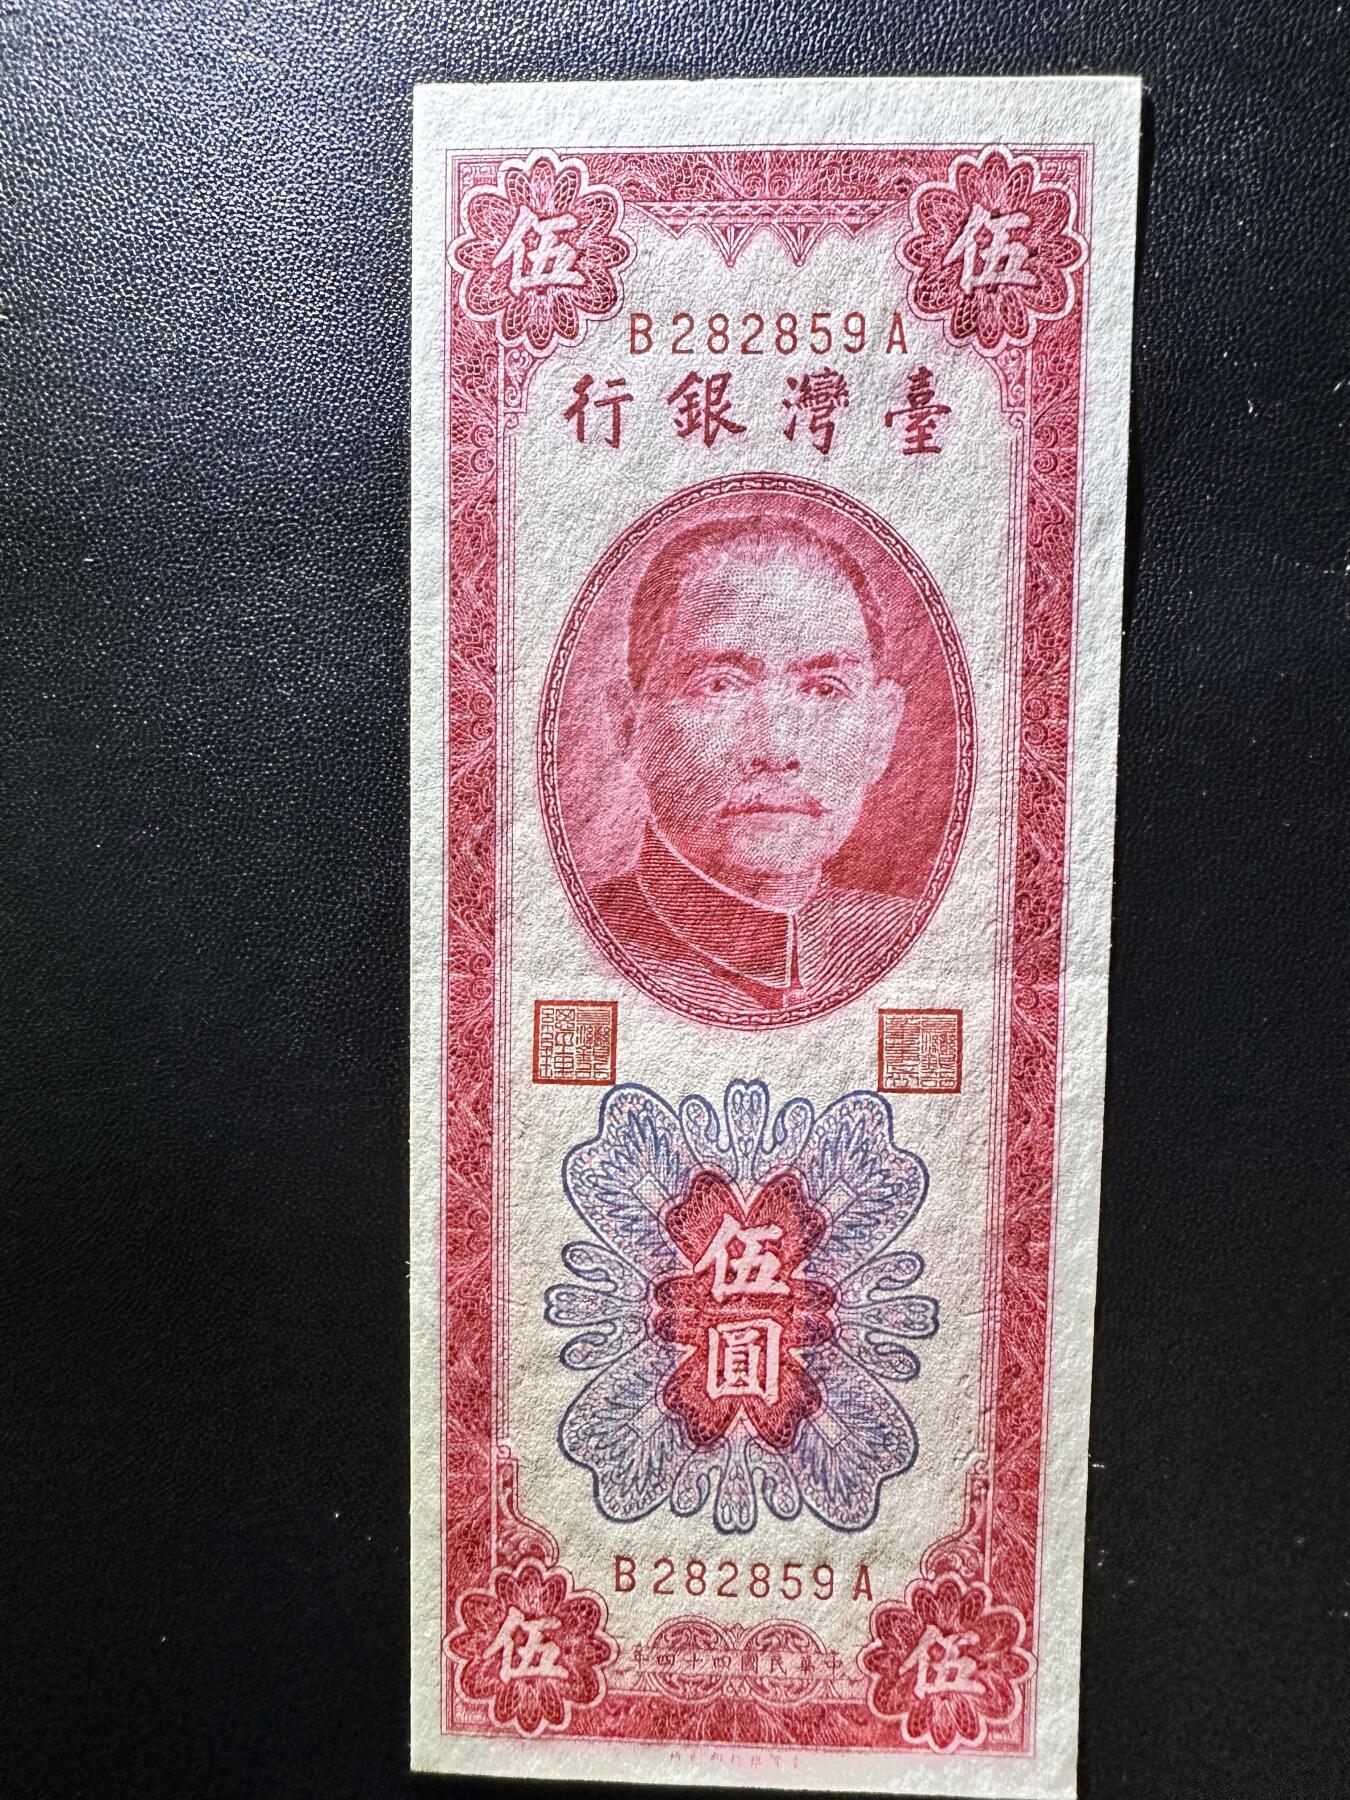 伍 伍
B282859A
行銀灣臺
伍
圓
B282859A
年四十四國民華中
伍 伍